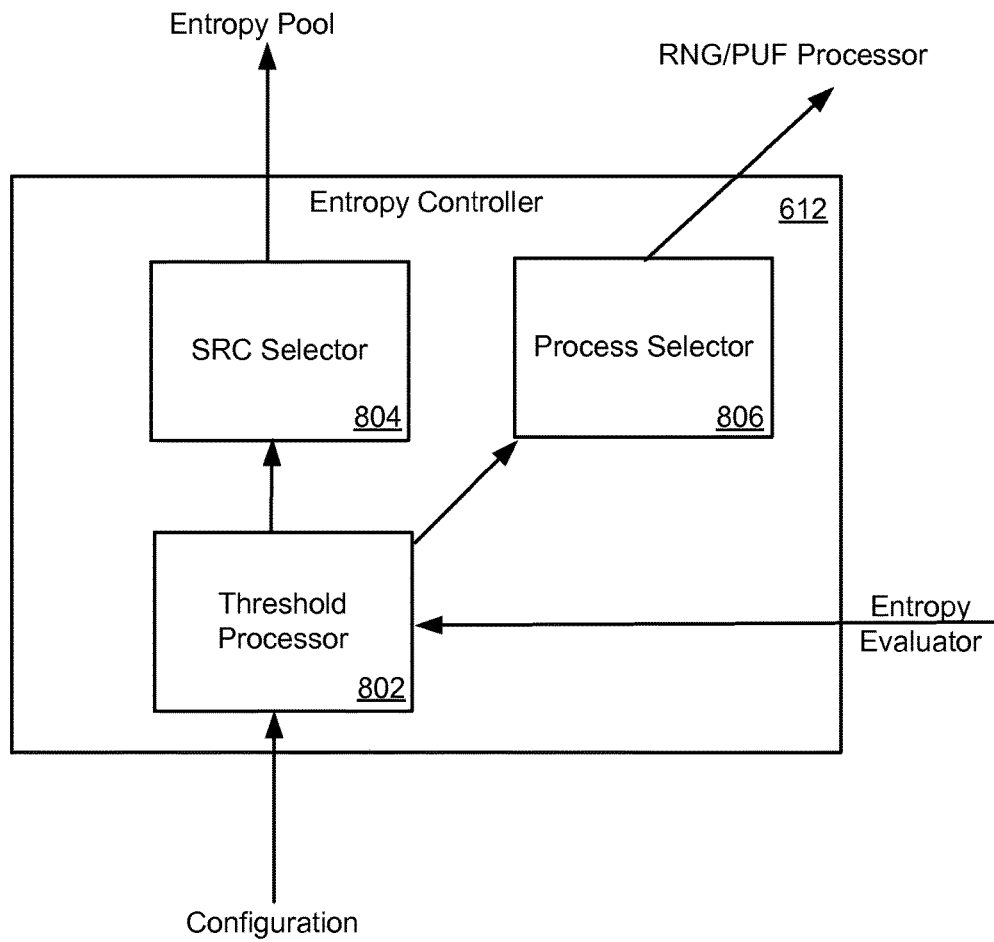 Entropy Pool
RNG/PUF Processor
Entropy Controller
612
SRC Selector
804
Process Selector
806
Threshold
Processor
802
Entropy
Evaluator
Configuration